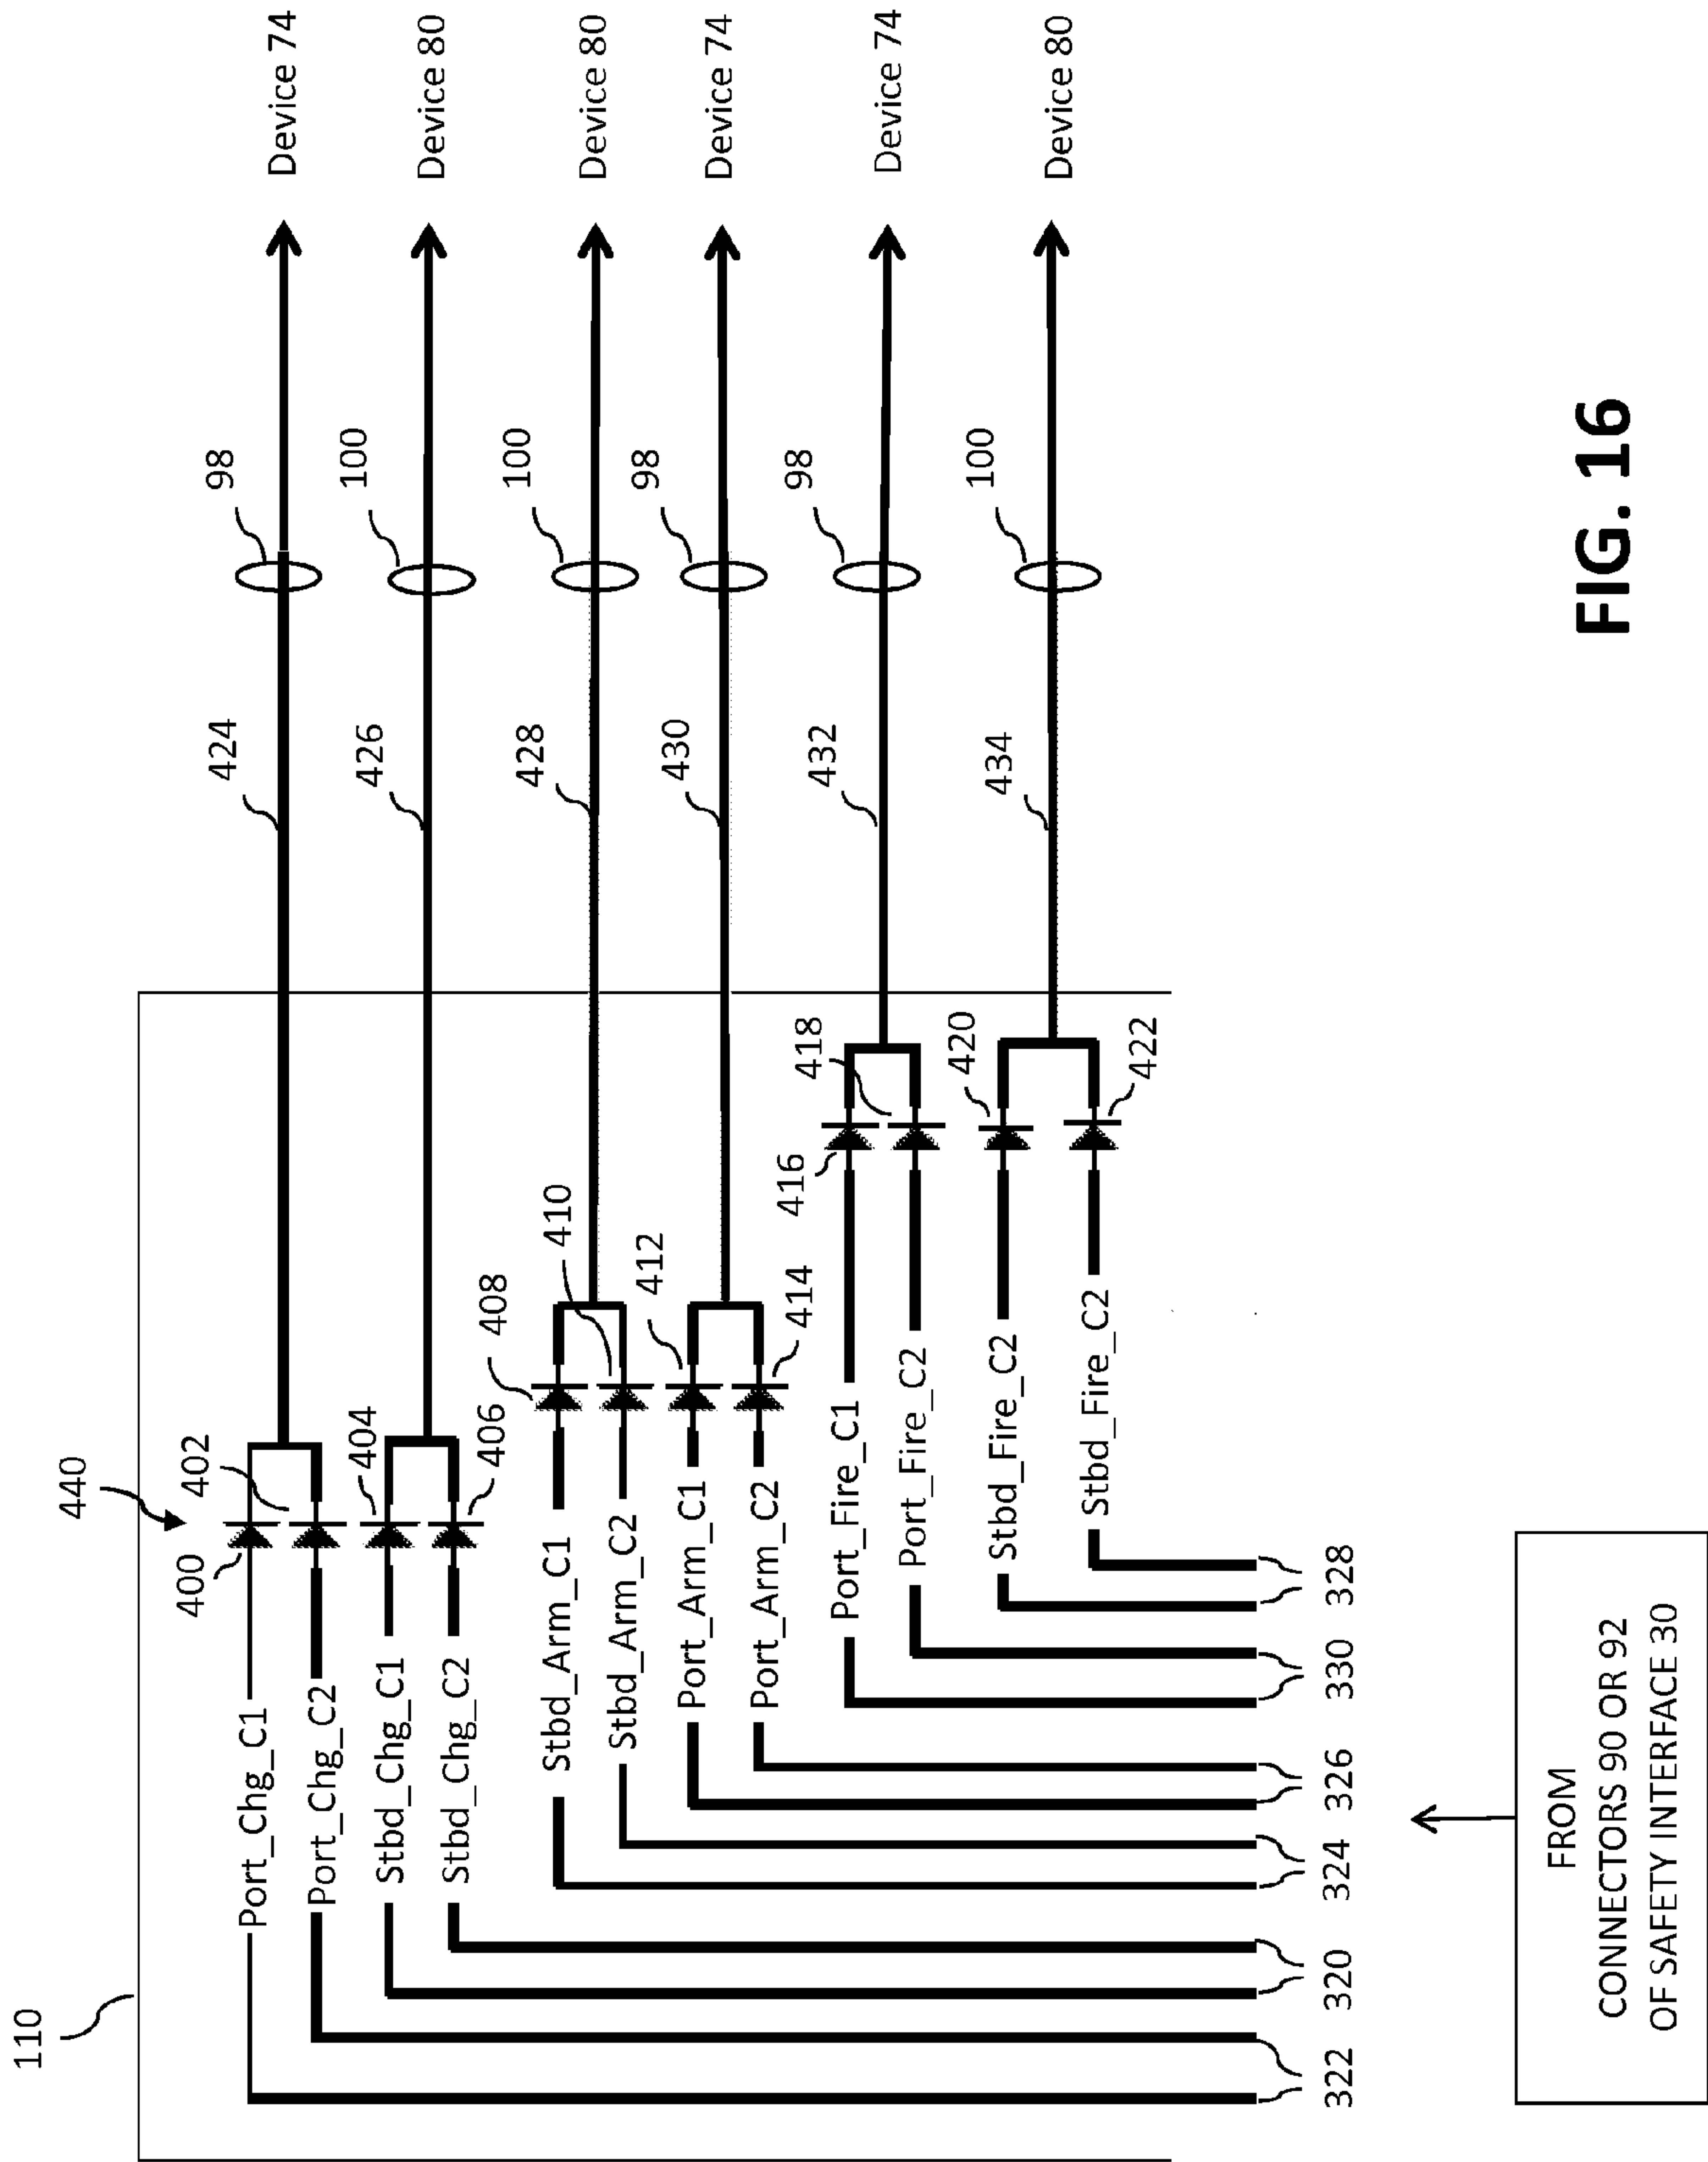 110
440
400
402
404
406
408
410
412
414
416
418
420
422
424
426
428
430
432
434
98
100
100
98
98
100
Device 74
Device 80
Device 80
Device 74
Device 74
Device 80
Port_Chg_C1
Port_Chg_C2
Stbd_Chg_C1
Stbd_Chg_C2
Stbd_Arm_C1
Stbd_Arm_C2
Port_Arm_C1
Port_Arm_C2
Port_Fire_C1
Port_Fire_C2
Stbd_Fire_C2
Stbd_Fire_C2
322
320
324
326
330
328
FROM
CONNECTORS 90 OR 92
OF SAFETY INTERFACE 30
FIG. 16